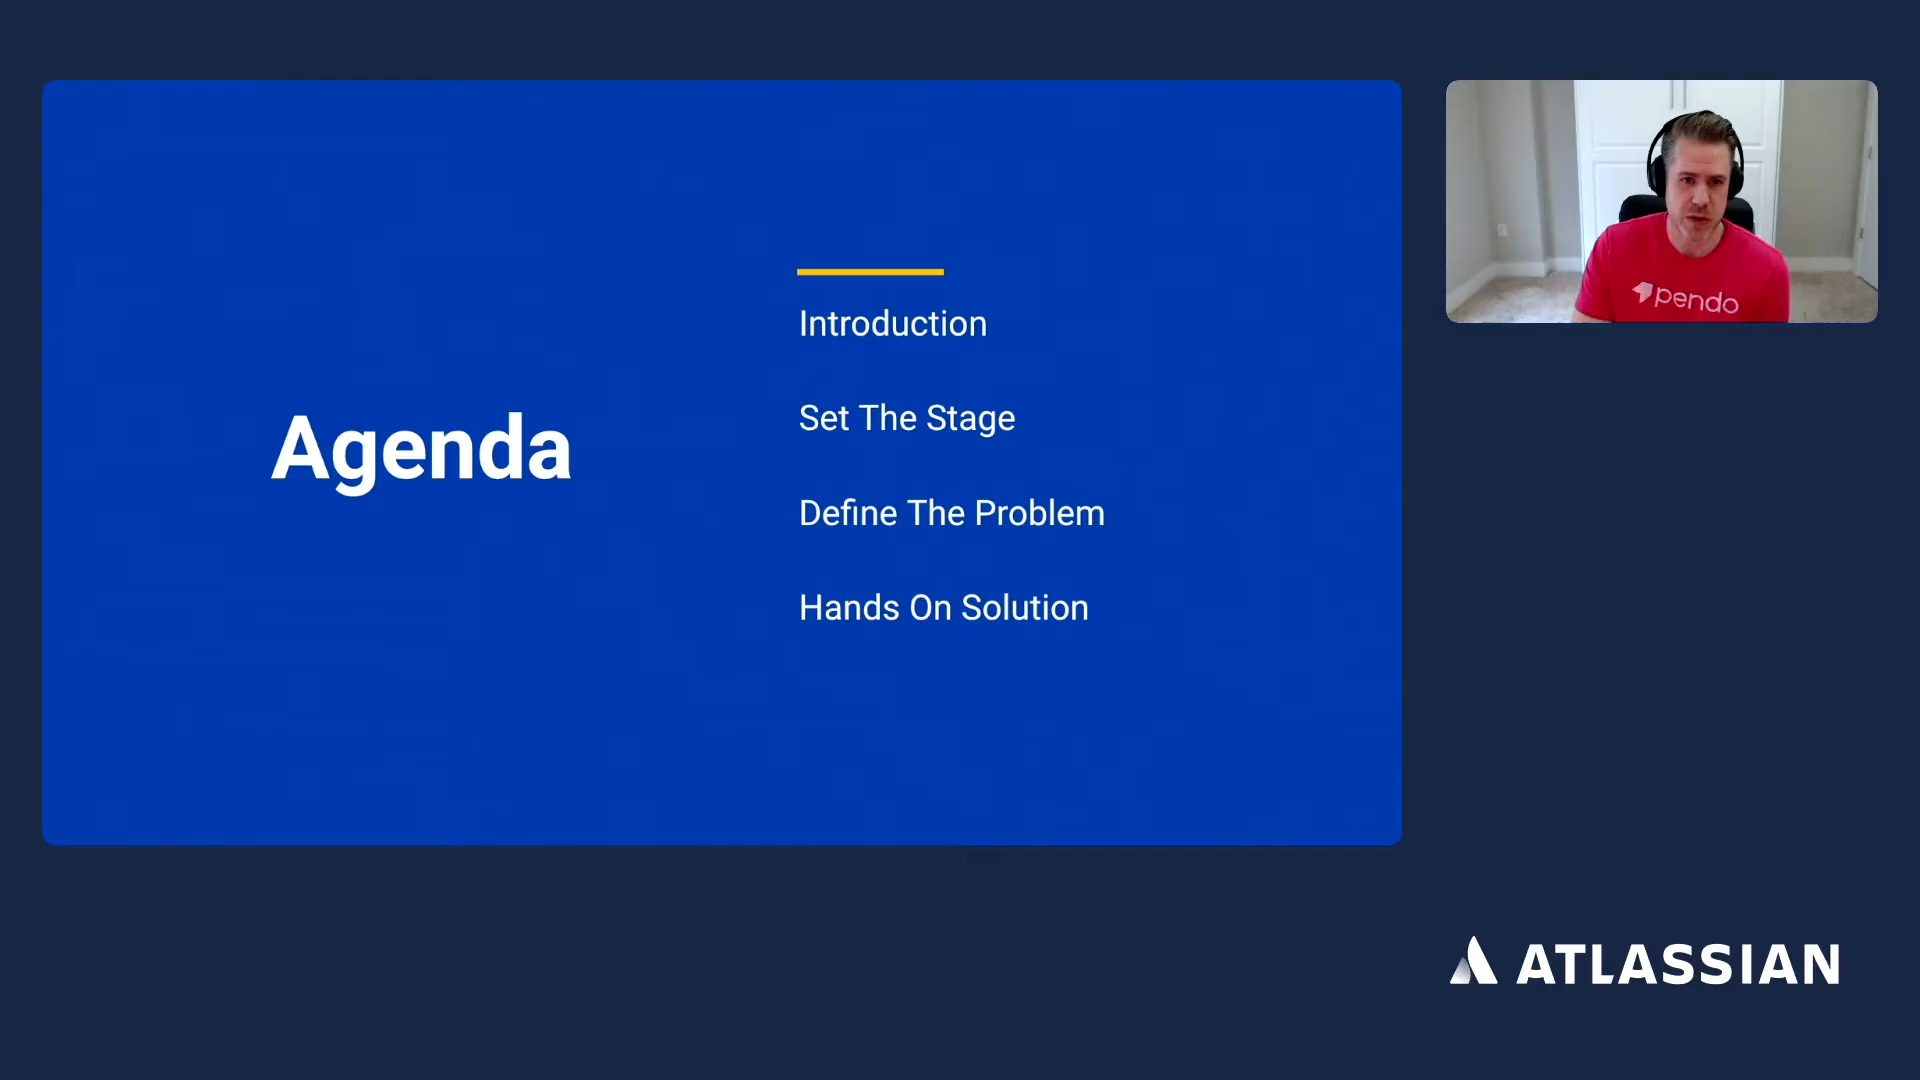 Agenda
Introduction
Set The Stage
Define The Problem
Hands On Solution
pendo
ATLASSIAN